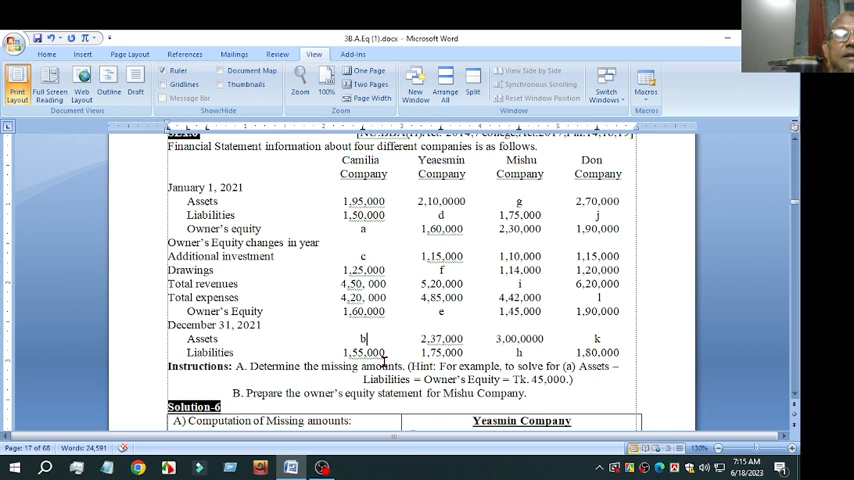 3B.A.Eq (1).docx - Microsoft Word
Home Insert Page Layout References Mailings Review View Add-Ins
Print Layout Full Screen Reading Web Layout Outline Draft
Ruler Document Map
Gridlines Thumbnails
Message Bar
Document Views Show/Hide
Zoom 100% One Page
Two Pages
Page Width
Zoom
New Window Arrange All Split
View Side by Side
Synchronous Scrolling
Reset Window Position
Switch Windows
Window
Macros
Macros
Financial Statement information about four different companies is as follows.
Camilia Yeaesmin Mishu Don
Company Company Company Company
January 1, 2021
Assets 1,95,000 2,10,0000 g 2,70,000
Liabilities 1,50,000 d 1,75,000 j
Owner's equity a 1,60,000 2,30,000 1,90,000
Owner's Equity changes in year
Additional investment c 1,15,000 1,10,000 1,15,000
Drawings 1,25,000 f 1,14,000 1,20,000
Total revenues 4,50, 000 5,20,000 i 6,20,000
Total expenses 4,20, 000 4,85,000 4,42,000 l
Owner's Equity 1,60,000 e 1,45,000 1,90,000
December 31, 2021
Assets b 2,37,000 3,00,0000 k
Liabilities 1,55,000 1,75,000 h 1,80,000
Instructions: A. Determine the missing amounts. (Hint: For example, to solve for (a) Assets –
Liabilities = Owner's Equity = Tk. 45,000.)
B. Prepare the owner's equity statement for Mishu Company.
Solution-6
A) Computation of Missing amounts: Yeasmin Company
Page: 17 of 68 Words: 24,591 130%
7:15 AM
6/18/2023